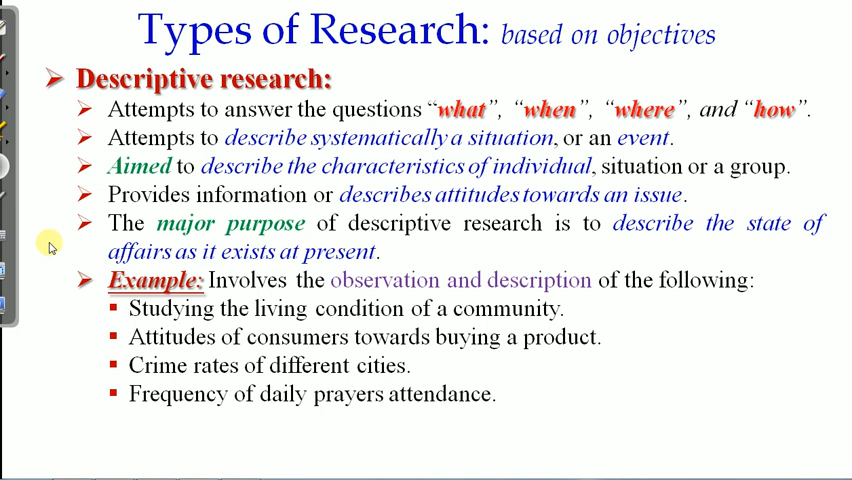 Types of Research: based on objectives
➢ Descriptive research:
➢ Attempts to answer the questions “what”, “when”, “where”, and “how”.
➢ Attempts to describe systematically a situation, or an event.
➢ Aimed to describe the characteristics of individual, situation or a group.
➢ Provides information or describes attitudes towards an issue.
➢ The major purpose of descriptive research is to describe the state of
affairs as it exists at present.
➢ Example: Involves the observation and description of the following:
▪ Studying the living condition of a community.
▪ Attitudes of consumers towards buying a product.
▪ Crime rates of different cities.
▪ Frequency of daily prayers attendance.